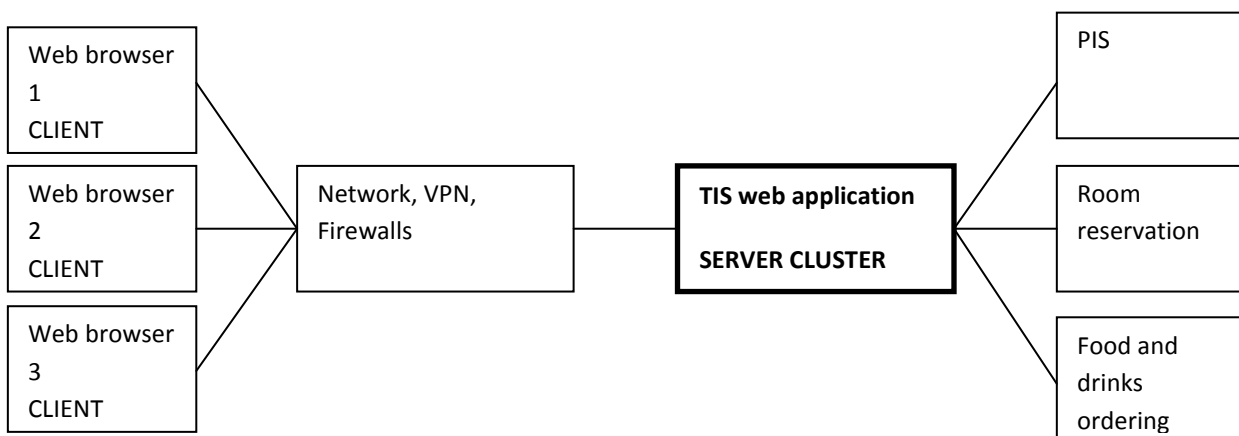 Web browser
1
CLIENT
Web browser
2
CLIENT
Web browser
3
CLIENT
Network, VPN,
Firewalls
TIS web application
SERVER CLUSTER
PIS
Room
reservation
Food and
drinks
ordering